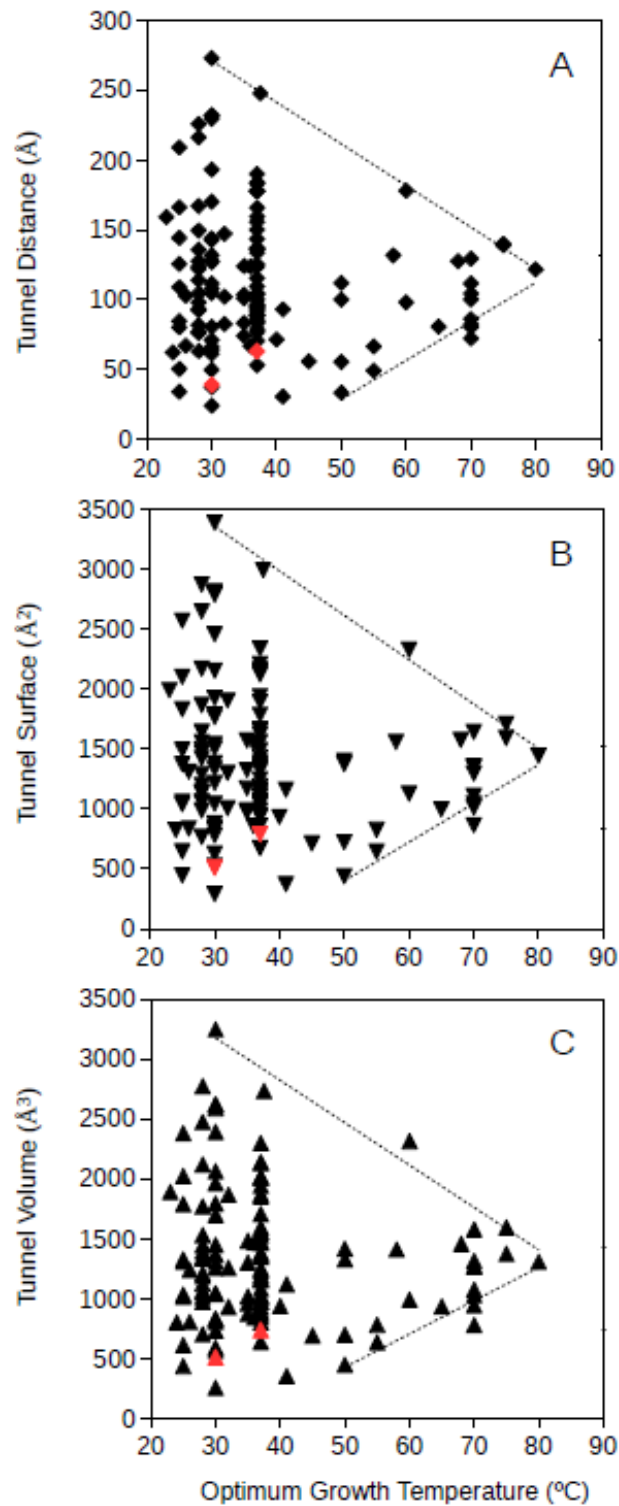 300
A
250
200
150
100
50
0
Tunnel Distance (Å)
20 30 40 50 60 70 80 90
3500
B
3000
2500
2000
1500
1000
500
0
Tunnel Surface (Å²)
20 30 40 50 60 70 80 90
3500
C
3000
2500
2000
1500
1000
500
0
Tunnel Volume (Å³)
20 30 40 50 60 70 80 90
Optimum Growth Temperature (ºC)